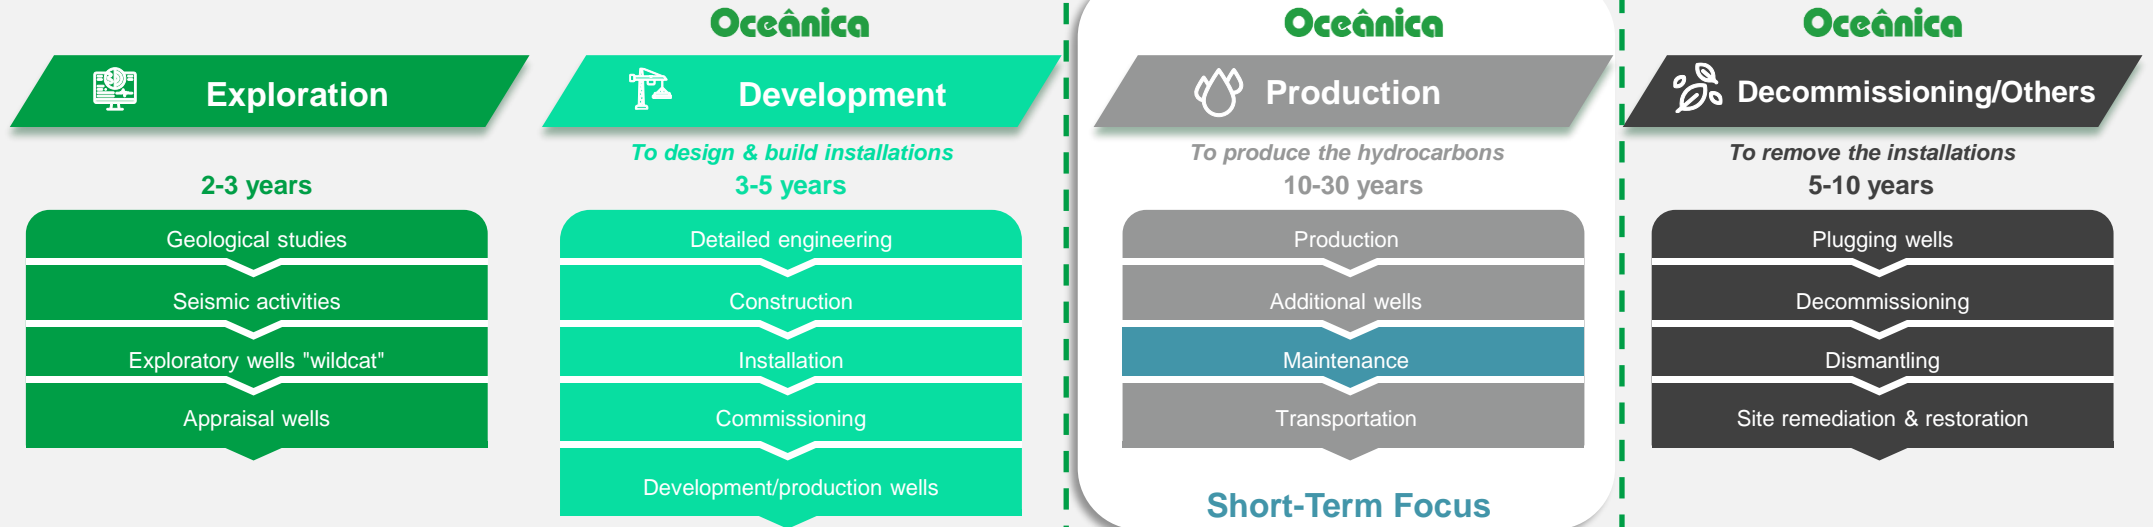 Oceânica
Exploration
2-3 years
Geological studies
Seismic activities
Exploratory wells "wildcat"
Appraisal wells
Development
To design & build installations
3-5 years
Detailed engineering
Construction
Installation
Commissioning
Development/production wells
Oceânica
Production
To produce the hydrocarbons
10-30 years
Production
Additional wells
Maintenance
Transportation
Short-Term Focus
Oceânica
Decommissioning/Others
To remove the installations
5-10 years
Plugging wells
Decommissioning
Dismantling
Site remediation & restoration